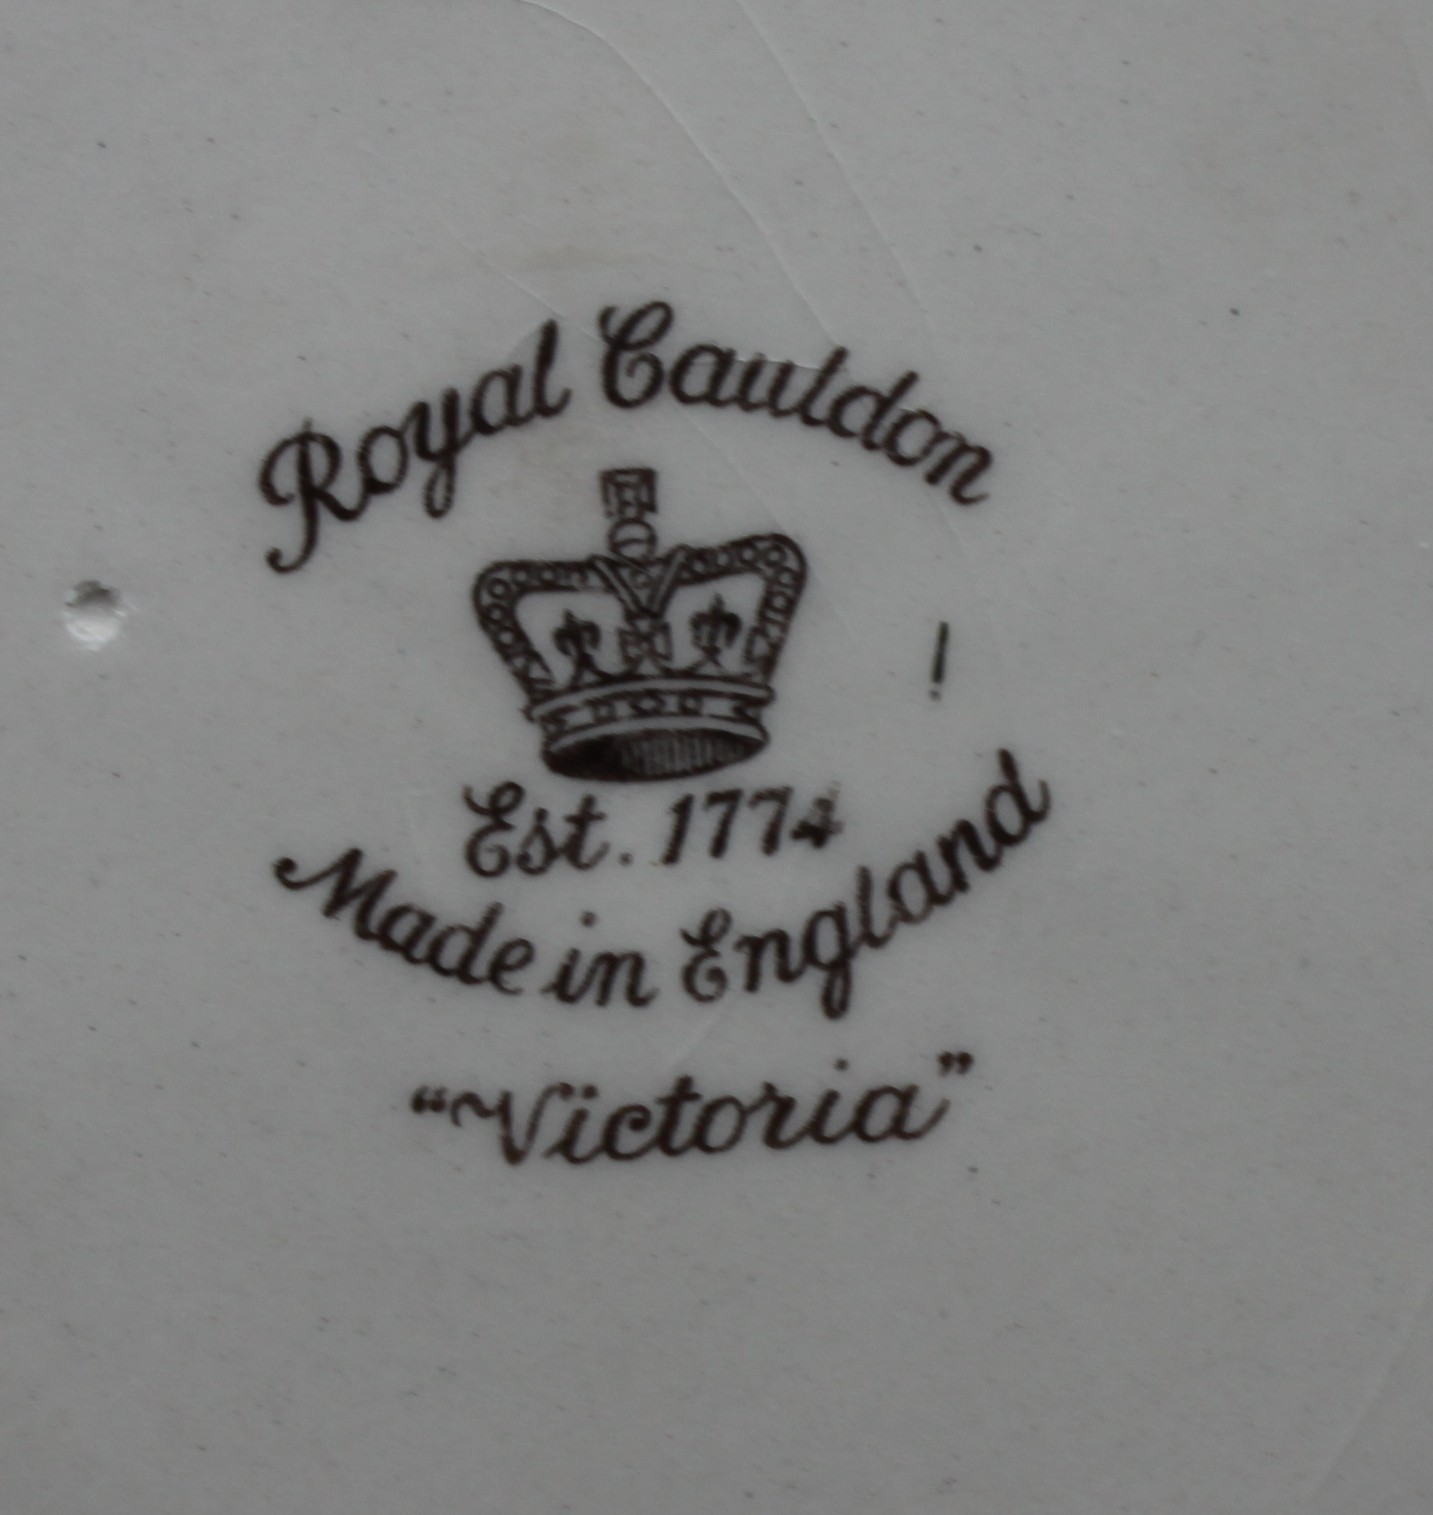 Royal Cauldon
Est. 1774
Made in England
“Victoria”